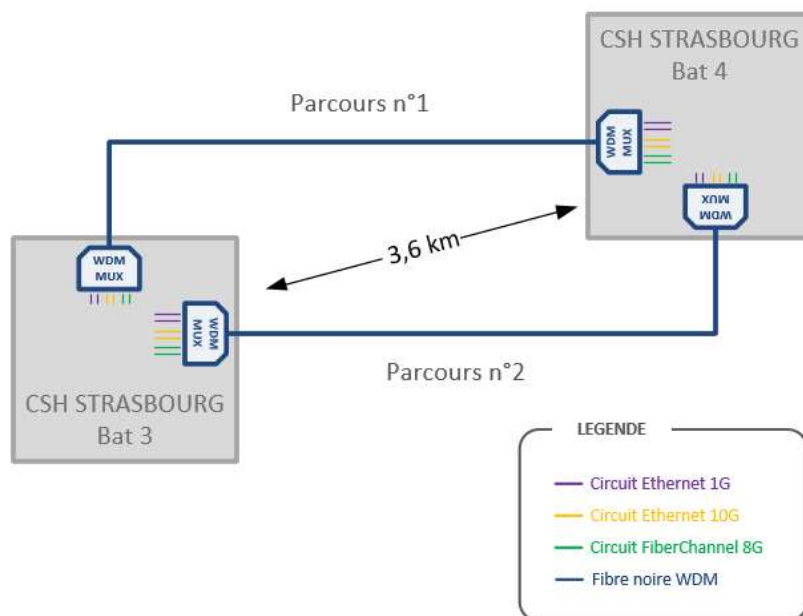 CSH STRASBOURG
Bat 4
Parcours n°1
WDM
MUX
WDM
MUX
3,6 km
WDM
MUX
WDM
MUX
Parcours n°2
CSH STRASBOURG
Bat 3
LEGENDE
Circuit Ethernet 1G
Circuit Ethernet 10G
Circuit FiberChannel 8G
Fibre noire WDM